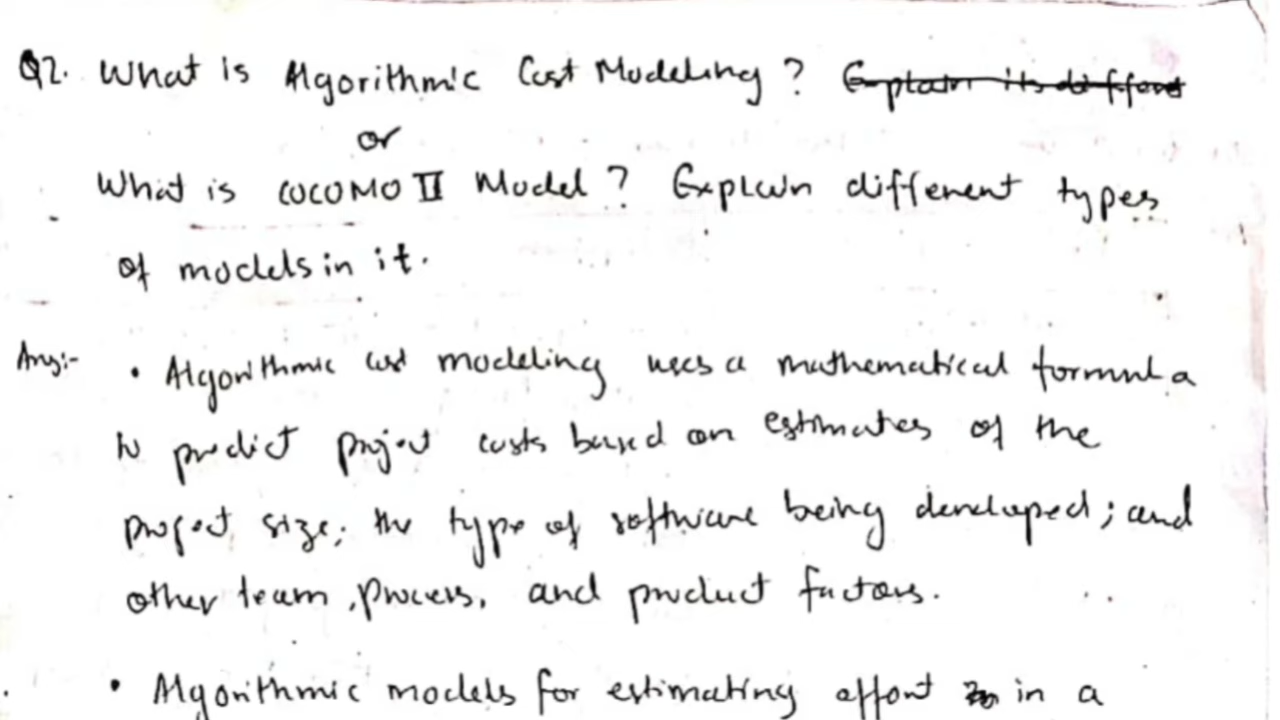 Q2. What is Algorithmic Cost Modeling? Explain its different
or
What is COCOMO II Model? Explain different types
of models in it.
Ans:- • Algorithmic cost modeling uses a mathematical formula
to predict project costs based on estimates of the
project size; the type of software being developed; and
other team, process, and product factors.
• Algorithmic models for estimating effort in a